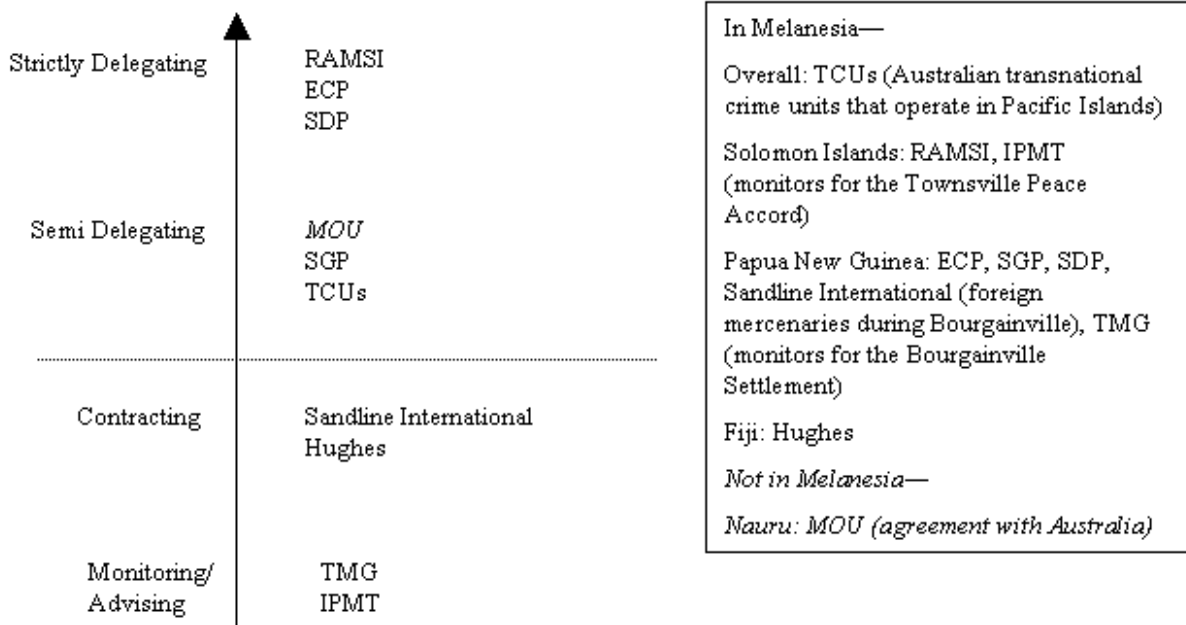 Strictly Delegating
RAMSI
ECP
SDP
Semi Delegating
MOU
SGP
TCUs
Contracting
Sandline International
Hughes
Monitoring/
Advising
TMG
IPMT
In Melanesia—
Overall: TCUs (Australian transnational
crime units that operate in Pacific Islands)
Solomon Islands: RAMSI, IPMT
(monitors for the Townsville Peace
Accord)
Papua New Guinea: ECP, SGP, SDP,
Sandline International (foreign
mercenaries during Bourgainville), TMG
(monitors for the Bourgainville
Settlement)
Fiji: Hughes
Not in Melanesia—
Nauru: MOU (agreement with Australia)